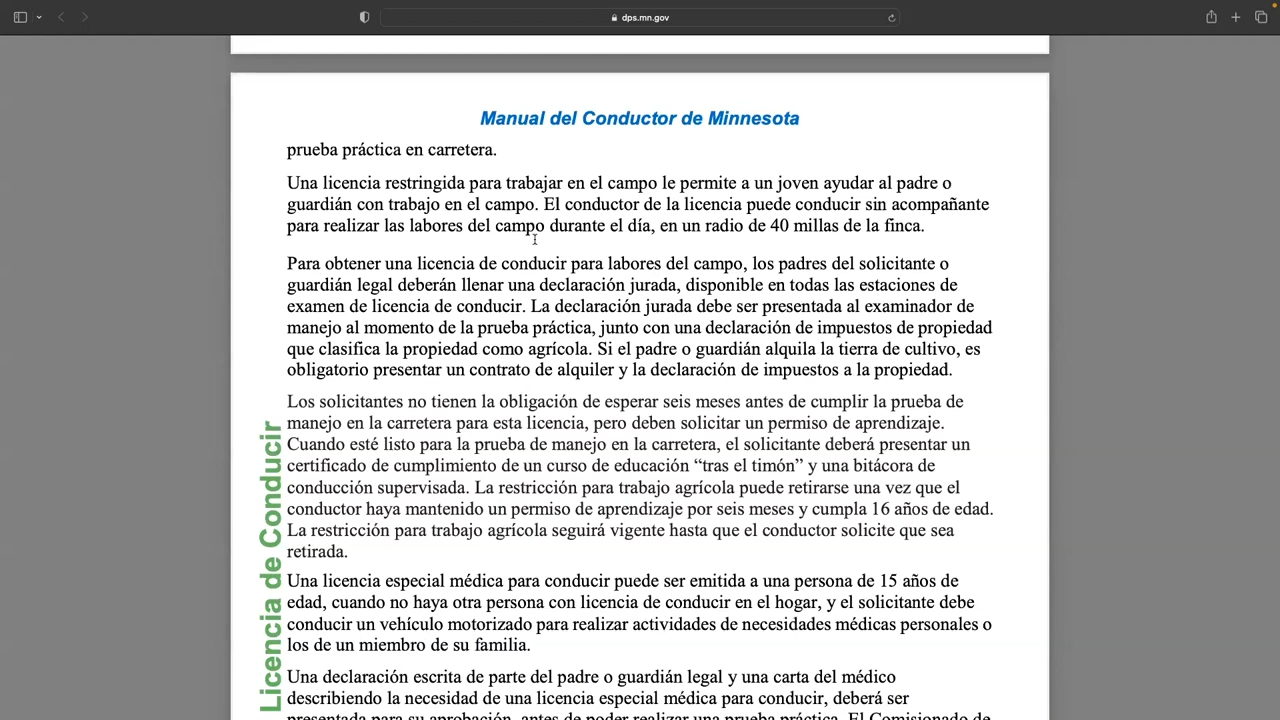 dps.mn.gov
Manual del Conductor de Minnesota
prueba práctica en carretera.
Una licencia restringida para trabajar en el campo le permite a un joven ayudar al padre o
guardián con trabajo en el campo. El conductor de la licencia puede conducir sin acompañante
para realizar las labores del campo durante el día, en un radio de 40 millas de la finca.
Para obtener una licencia de conducir para labores del campo, los padres del solicitante o
guardián legal deberán llenar una declaración jurada, disponible en todas las estaciones de
examen de licencia de conducir. La declaración jurada debe ser presentada al examinador de
manejo al momento de la prueba práctica, junto con una declaración de impuestos de propiedad
que clasifica la propiedad como agrícola. Si el padre o guardián alquila la tierra de cultivo, es
obligatorio presentar un contrato de alquiler y la declaración de impuestos a la propiedad.
Los solicitantes no tienen la obligación de esperar seis meses antes de cumplir la prueba de
manejo en la carretera para esta licencia, pero deben solicitar un permiso de aprendizaje.
Cuando esté listo para la prueba de manejo en la carretera, el solicitante deberá presentar un
certificado de cumplimiento de un curso de educación “tras el timón” y una bitácora de
conducción supervisada. La restricción para trabajo agrícola puede retirarse una vez que el
conductor haya mantenido un permiso de aprendizaje por seis meses y cumpla 16 años de edad.
La restricción para trabajo agrícola seguirá vigente hasta que el conductor solicite que sea
retirada.
Una licencia especial médica para conducir puede ser emitida a una persona de 15 años de
edad, cuando no haya otra persona con licencia de conducir en el hogar, y el solicitante debe
conducir un vehículo motorizado para realizar actividades de necesidades médicas personales o
los de un miembro de su familia.
Una declaración escrita de parte del padre o guardián legal y una carta del médico
describiendo la necesidad de una licencia especial médica para conducir, deberá ser
presentada para su aprobación, antes de poder realizar una prueba práctica. El Comisionado de
Licencia de Conducir